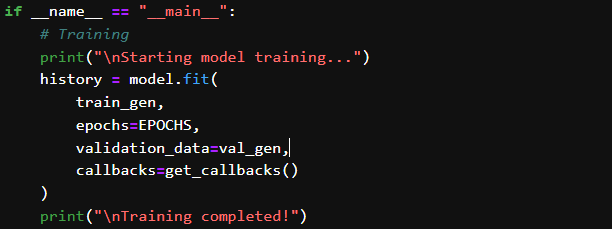 if __name__ == "__main__":
    # Training
    print("\nStarting model training...")
    history = model.fit(
        train_gen,
        epochs=EPOCHS,
        validation_data=val_gen,
        callbacks=get_callbacks()
    )
    print("\nTraining completed!")